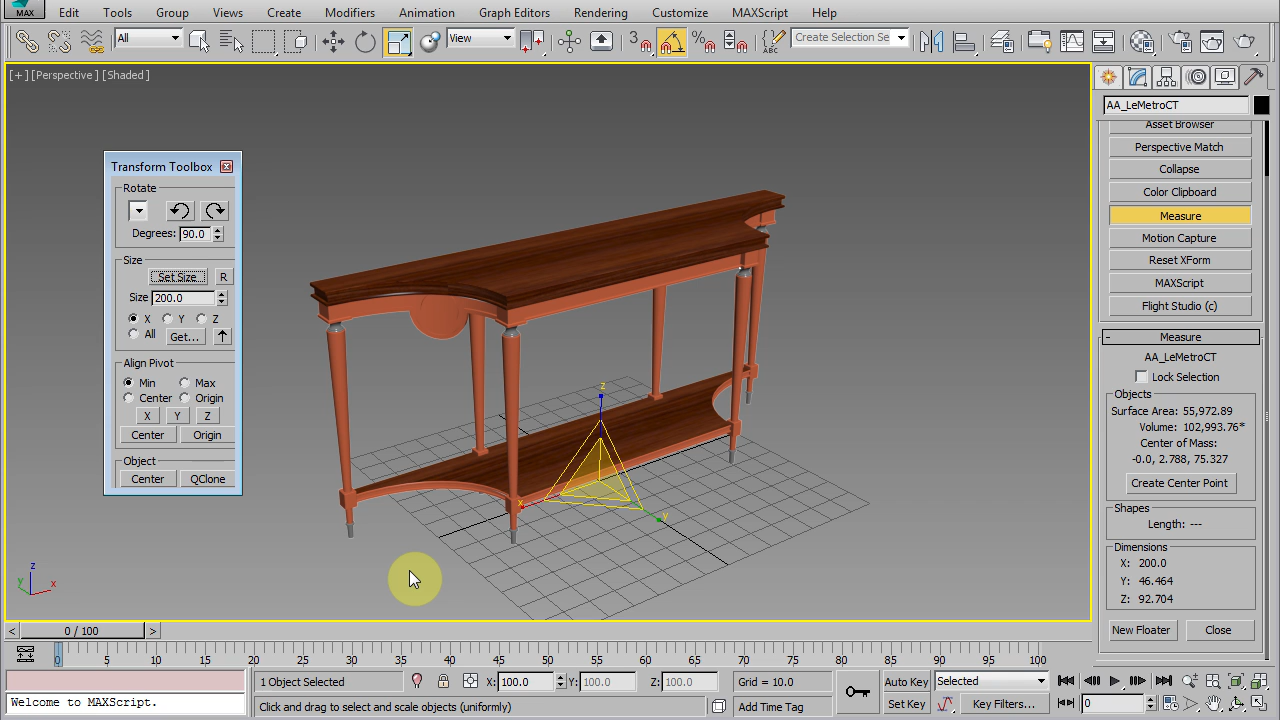 MAX
Edit Tools Group Views Create Modifiers Animation Graph Editors Rendering Customize MAXScript Help
All
View
3
Create Selection Se
[+][Perspective][Shaded]
AA_LeMetroCT
Asset Browser
Perspective Match
Collapse
Color Clipboard
Measure
Motion Capture
Reset XForm
MAXScript
Flight Studio (c)
- Measure
AA_LeMetroCT
Lock Selection
Objects
Surface Area: 55,972.89
Volume: 102,993.76*
Center of Mass:
-0.0, 2.788, 75.327
Create Center Point
Shapes
Length: ---
Dimensions
X: 200.0
Y: 46.464
Z: 92.704
New Floater Close
Transform Toolbox
Rotate
Degrees: 90.0
Size
Set Size R
Size 200.0
X Y Z
All Get...
Align Pivot
Min Max
Center Origin
X Y Z
Center Origin
Object
Center QClone
z
x
y
z
y x
< 0 / 100 >
0 5 10 15 20 25 30 35 40 45 50 55 60 65 70 75 80 85 90 95 100
1 Object Selected X: 100.0 Y: 100.0 Z: 100.0 Grid = 10.0 Auto Key Selected
Welcome to MAXScript. Click and drag to select and scale objects (uniformly) Add Time Tag Set Key Key Filters... 0